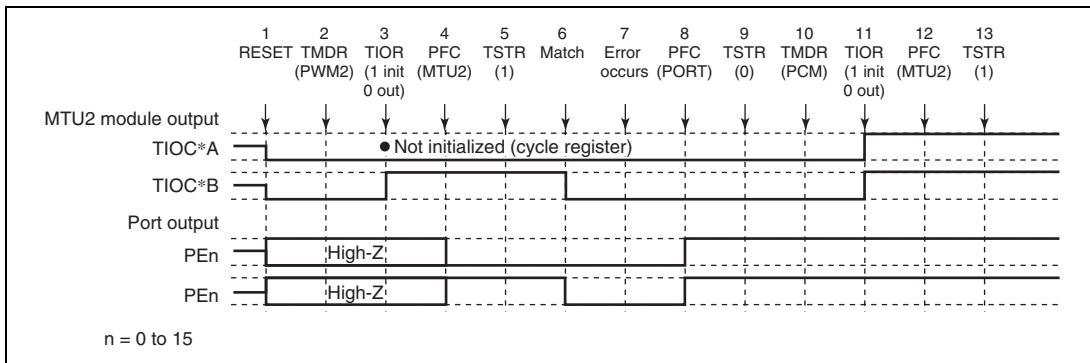 1 2 3 4 5 6 7 8 9 10 11 12 13
RESET TMDR TIOR PFC TSTR Match Error PFC TSTR TMDR TIOR PFC TSTR
(PWM2) (1 init (MTU2) (1) occurs (PORT) (0) (PCM) (1 init (MTU2) (1)
0 out) 0 out)
MTU2 module output
TIOC*A ● Not initialized (cycle register)
TIOC*B
Port output
PEn High-Z
PEn High-Z
n = 0 to 15